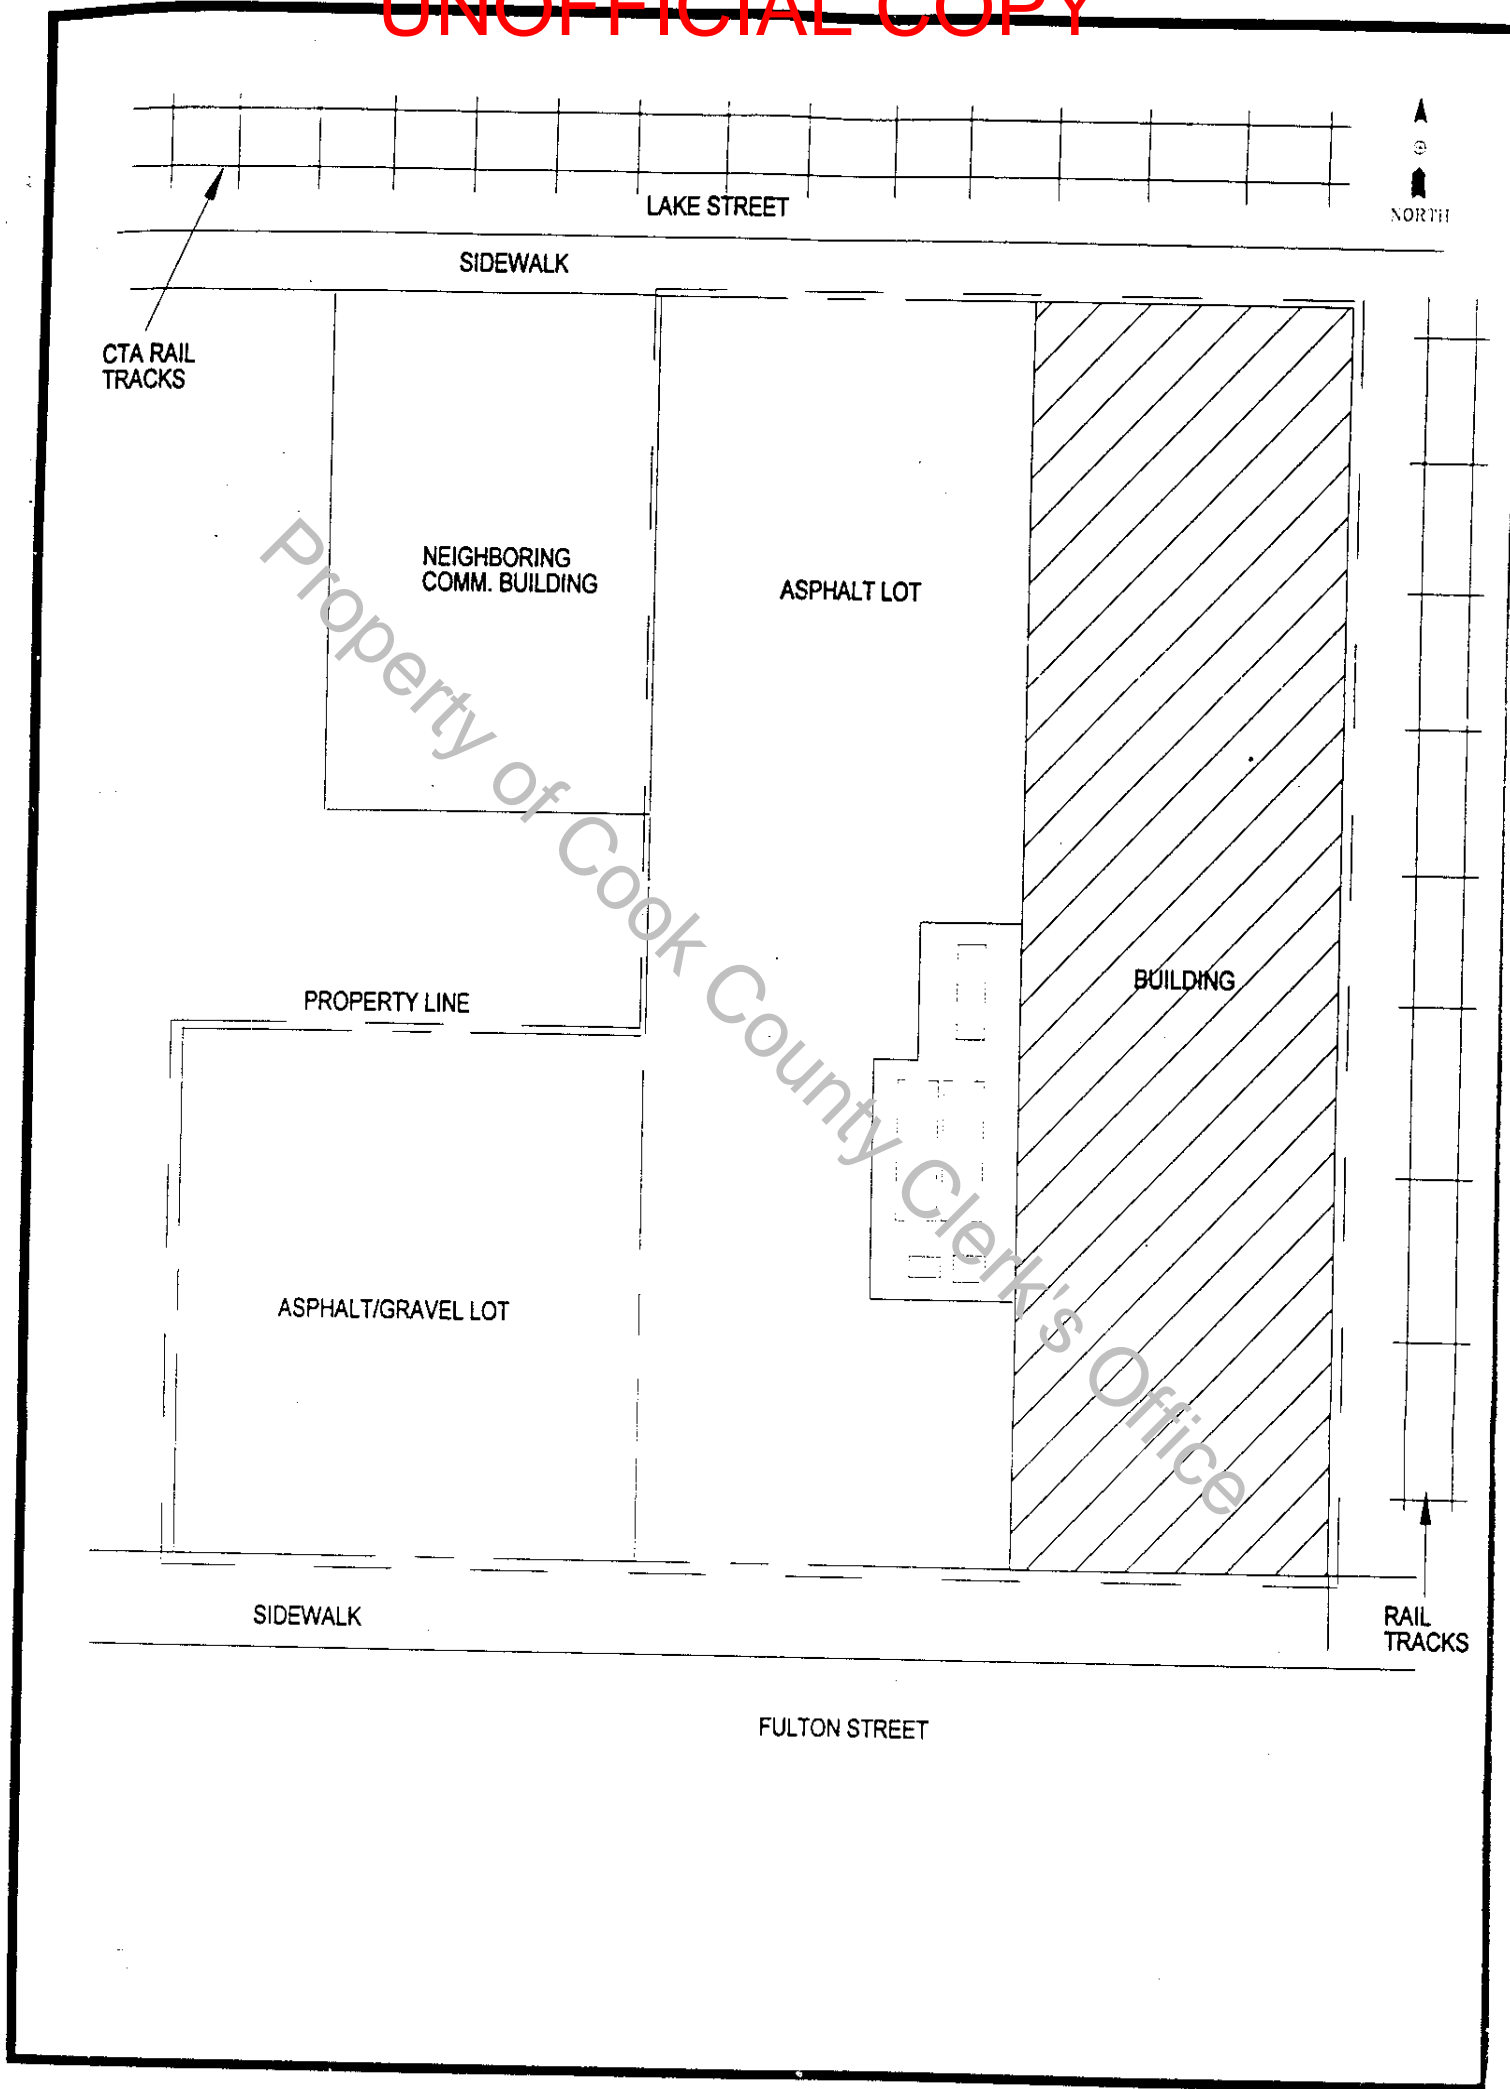 UNOFFICIAL COPY
LAKE STREET
NORTH
SIDEWALK
CTA RAIL
TRACKS
NEIGHBORING
COMM. BUILDING
ASPHALT LOT
Property of Cook County Clerk's Office
BUILDING
PROPERTY LINE
ASPHALT/GRAVEL LOT
SIDEWALK
RAIL
TRACKS
FULTON STREET